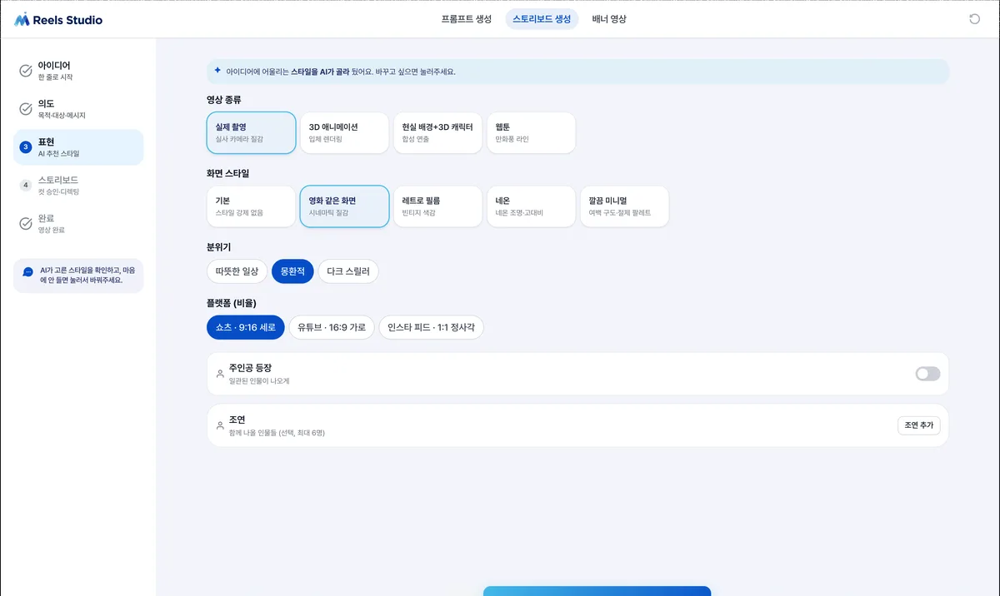 Reels Studio
프롬프트 생성
스토리보드 생성
배너 영상
아이디어
한 줄로 시작
의도
목적·대상·메시지
3
표현
AI 추천 스타일
4
스토리보드
컷 승인·디렉팅
완료
영상 완료
AI가 고른 스타일을 확인하고, 마음
에 안 들면 눌러서 바꿔주세요.
아이디어에 어울리는 스타일을 AI가 골라 뒀어요. 바꾸고 싶으면 눌러주세요.
영상 종류
실제 촬영
실사 카메라 질감
3D 애니메이션
입체 렌더링
현실 배경+3D 캐릭터
합성 연출
웹툰
만화풍 라인
화면 스타일
기본
스타일 강제 없음
영화 같은 화면
시네마틱 질감
레트로 필름
빈티지 색감
네온
네온 조명·고대비
깔끔 미니멀
여백 구도·절제 팔레트
분위기
따뜻한 일상
몽환적
다크 스릴러
플랫폼 (비율)
쇼츠 · 9:16 세로
유튜브 · 16:9 가로
인스타 피드 · 1:1 정사각
주인공 등장
일관된 인물이 나오게
조연
함께 나올 인물들 (선택, 최대 6명)
조연 추가